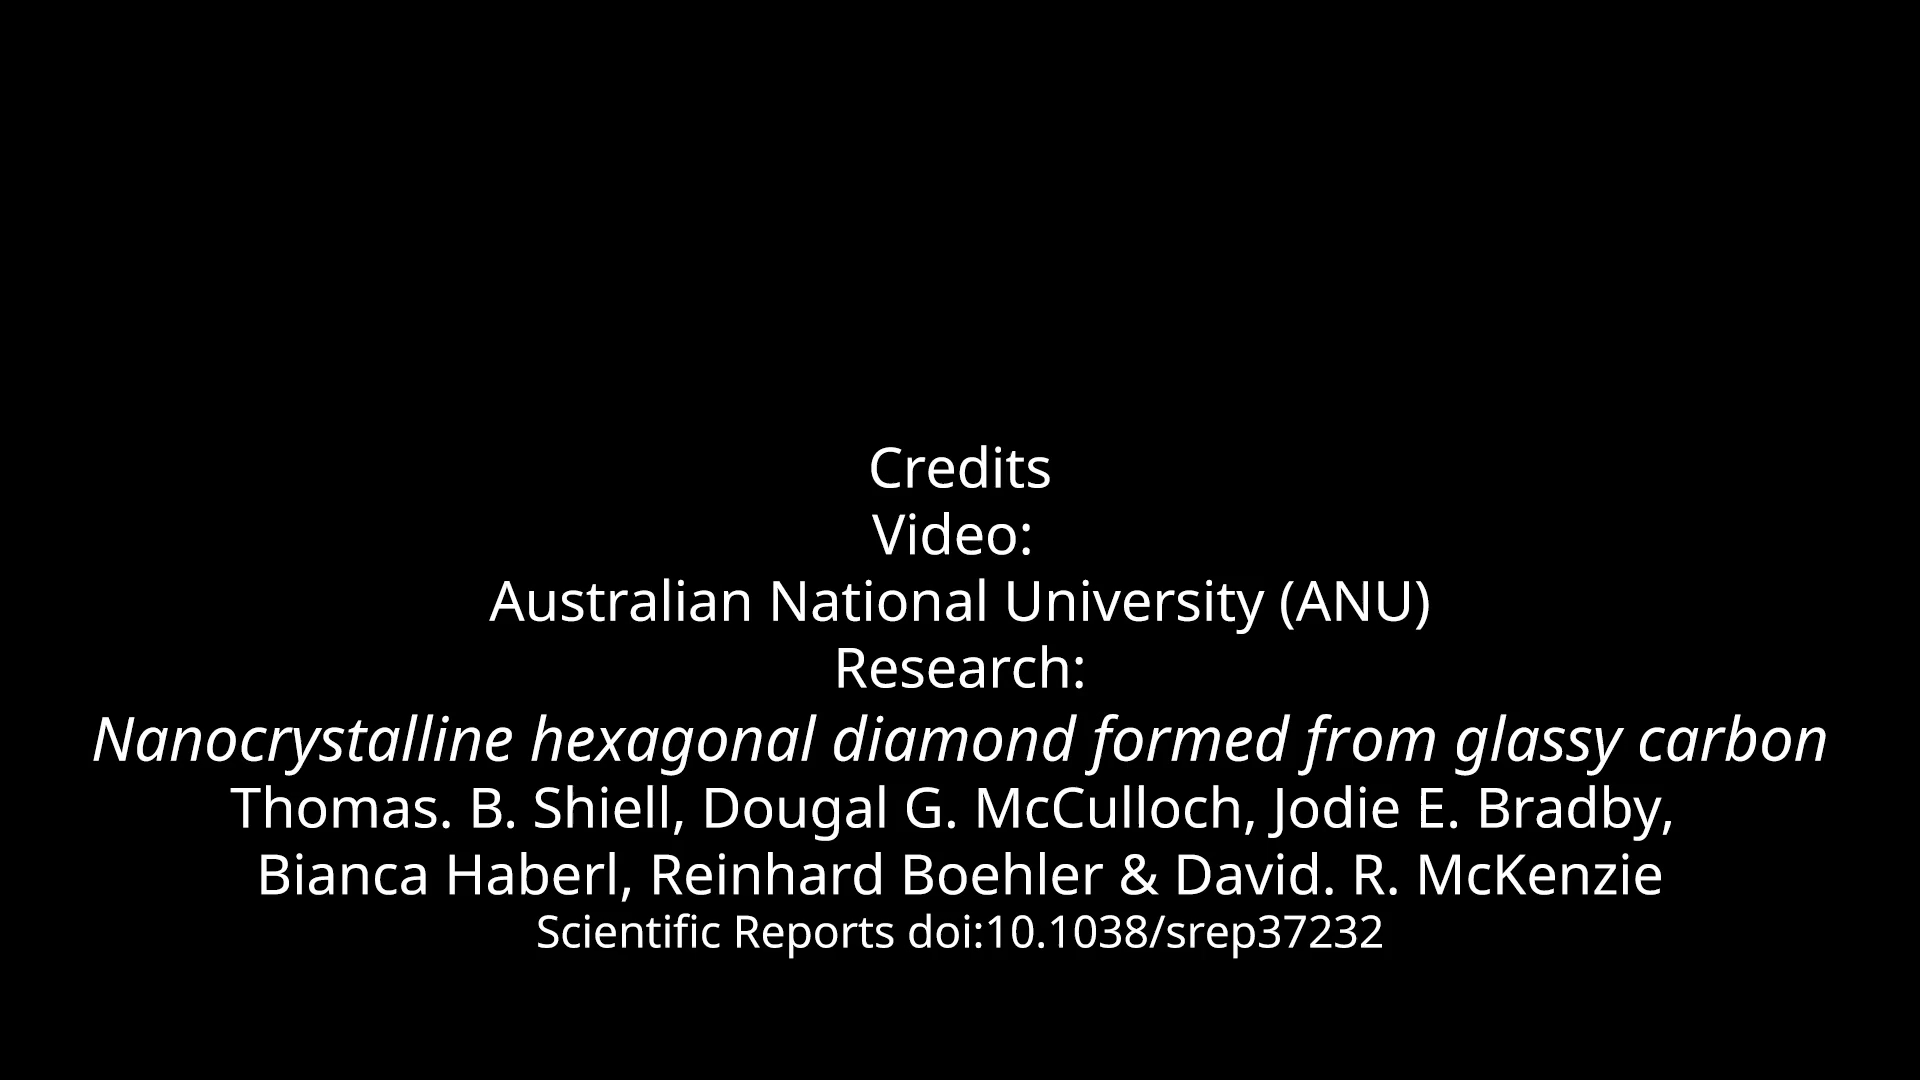 Credits
Video:
Australian National University (ANU)
Research:
Nanocrystalline hexagonal diamond formed from glassy carbon
Thomas. B. Shiell, Dougal G. McCulloch, Jodie E. Bradby,
Bianca Haberl, Reinhard Boehler & David. R. McKenzie
Scientific Reports doi:10.1038/srep37232